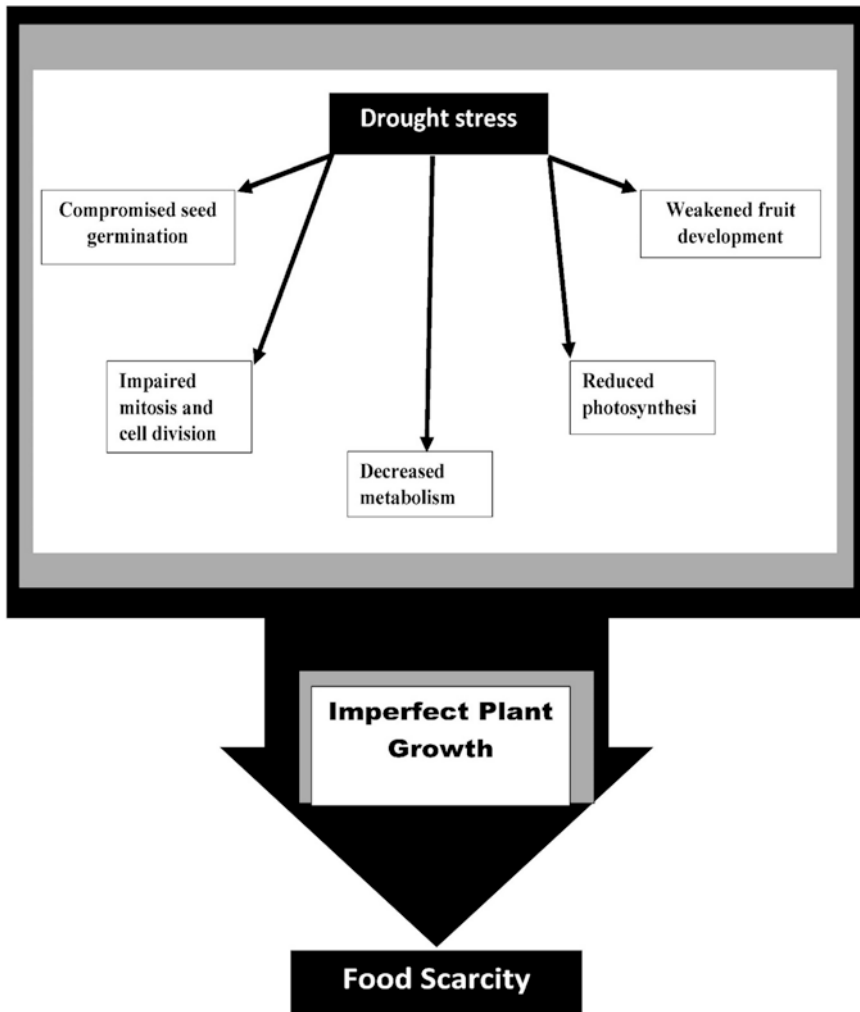 Drought stress
Compromised seed
germination
Weakened fruit
development
Impaired
mitosis and
cell division
Reduced
photosynthesi
Decreased
metabolism
Imperfect Plant
Growth
Food Scarcity